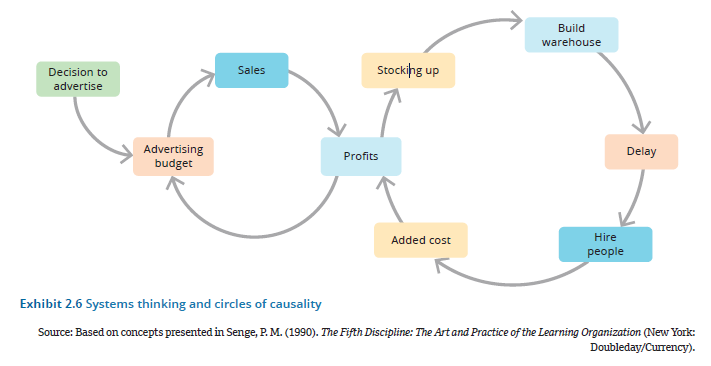 Build
warehouse
Decision to
advertise
Sales
Stocking up
Advertising
budget
Profits
Delay
Added cost
Hire
people
Exhibit 2.6 Systems thinking and circles of causality
Source: Based on concepts presented in Senge, P. M. (1990). The Fifth Discipline: The Art and Practice of the Learning Organization (New York:
Doubleday/Currency).